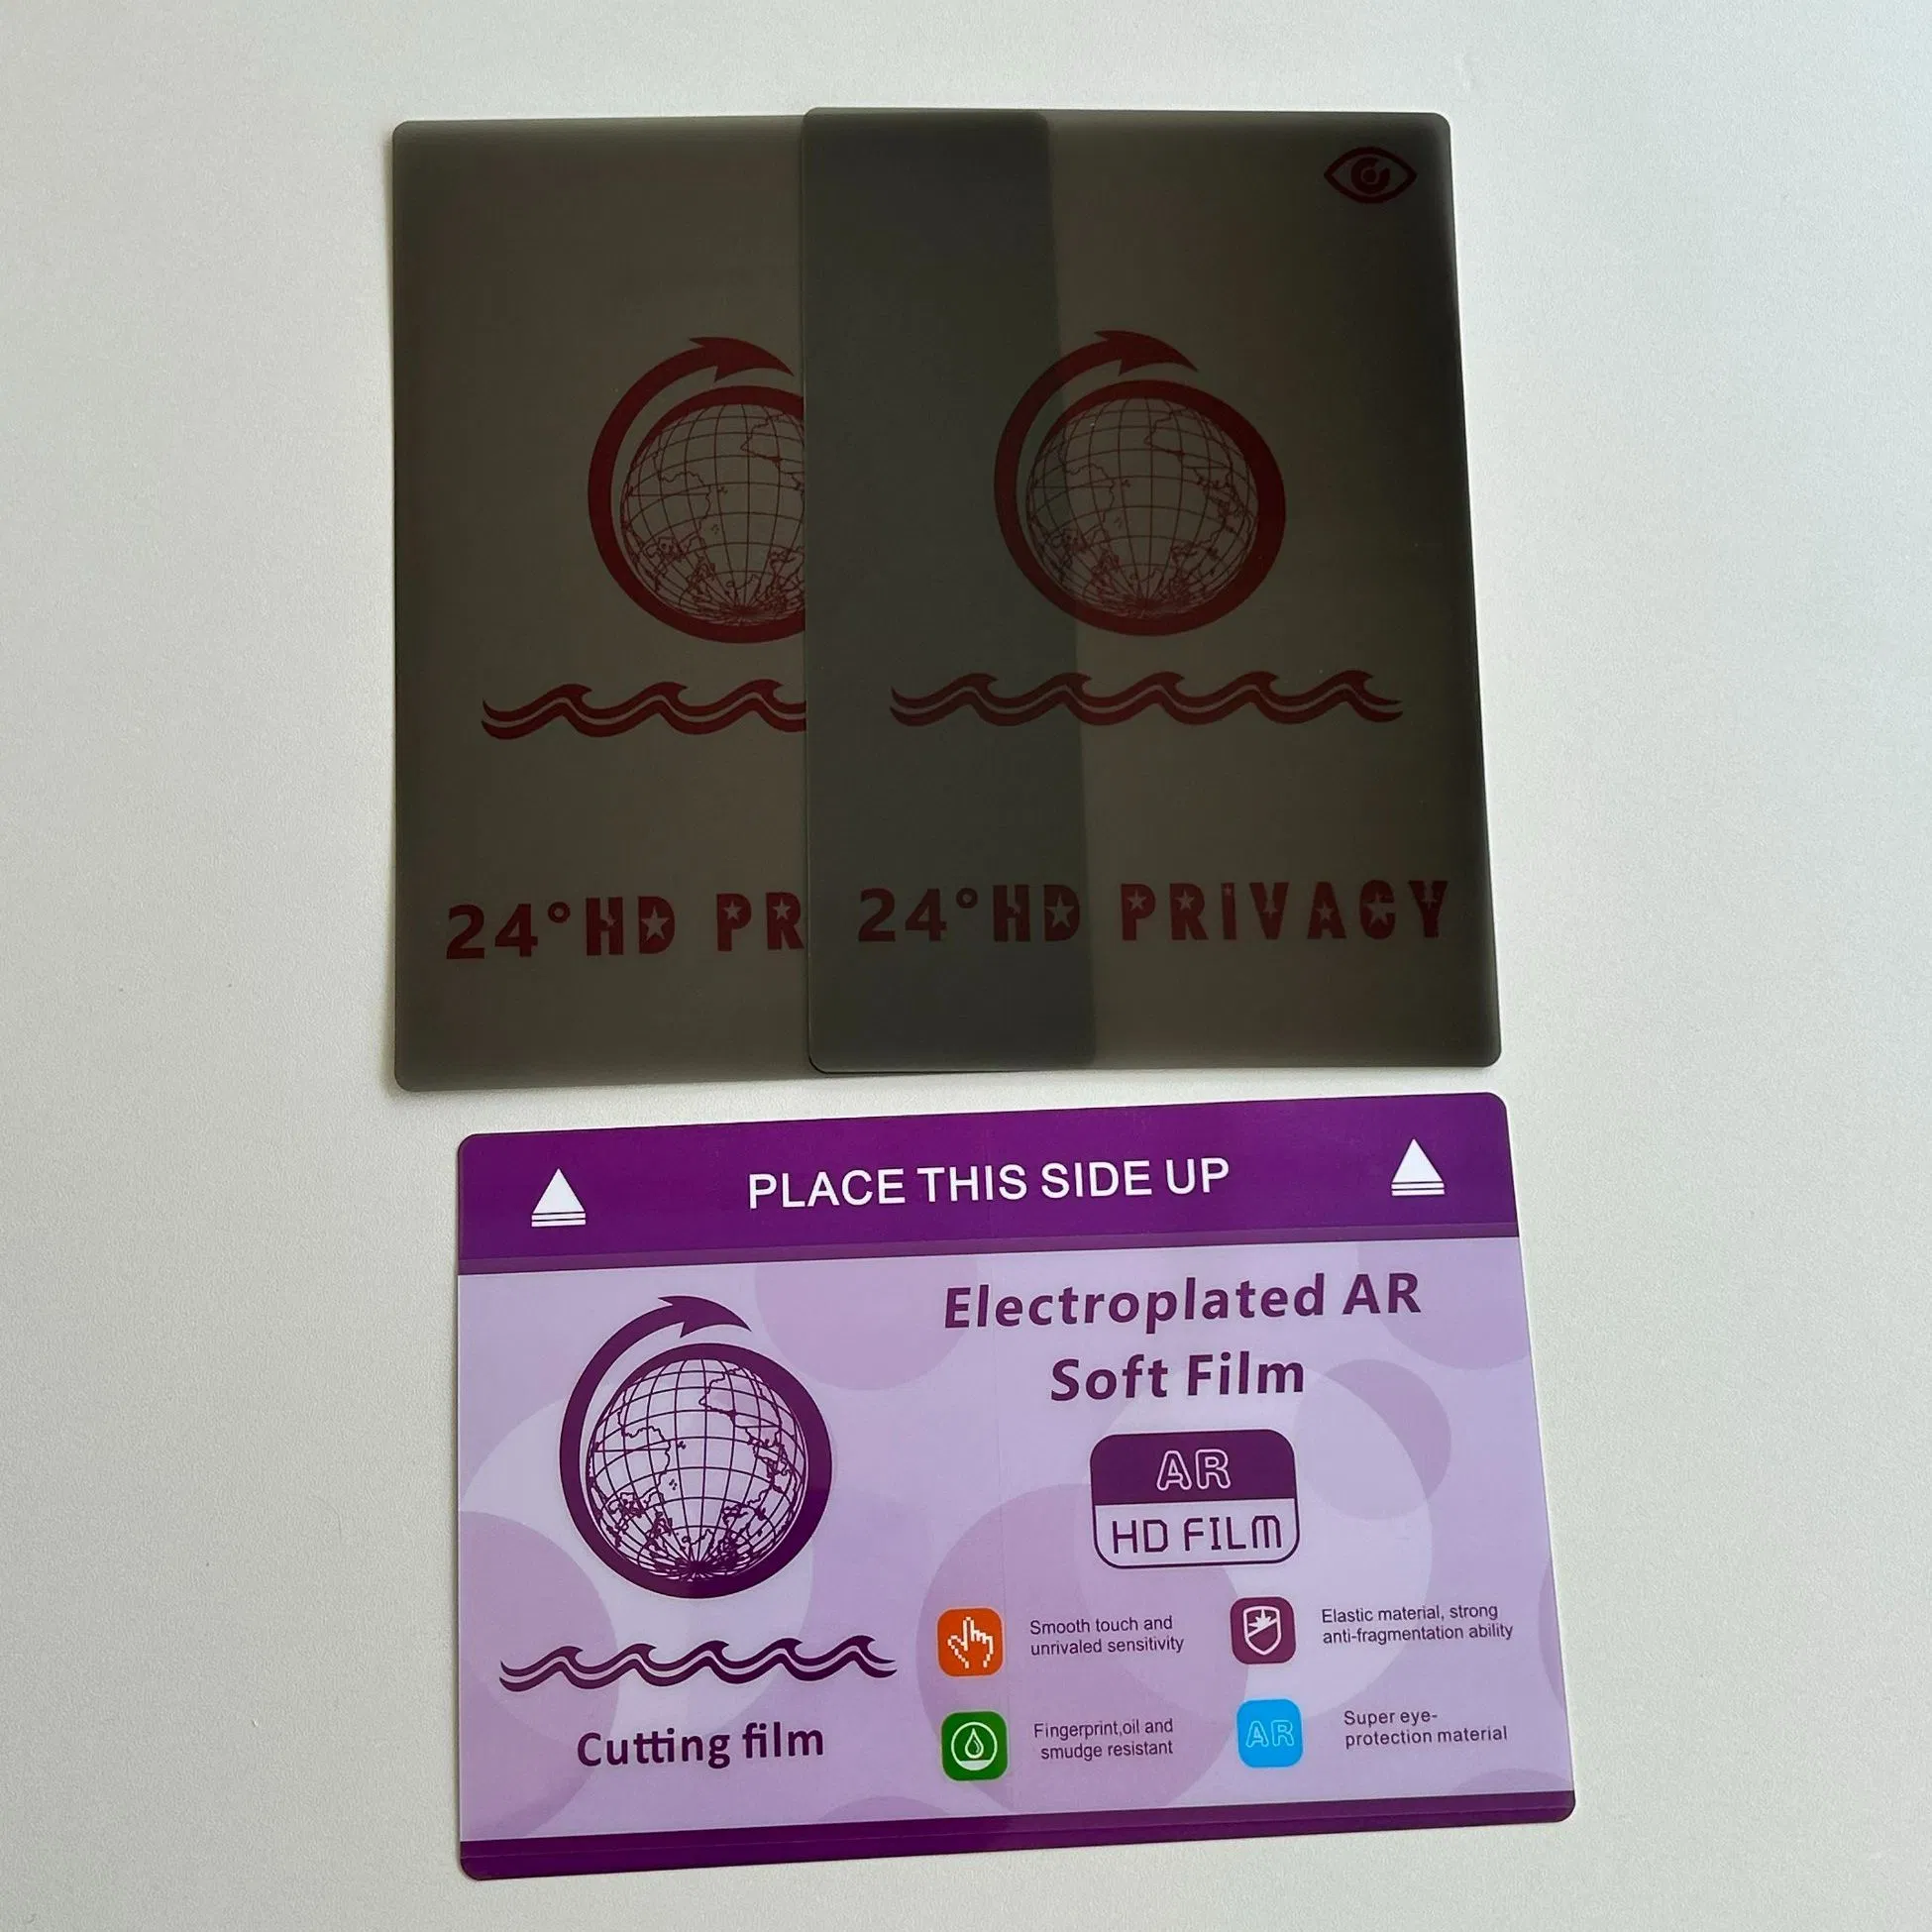 24°HD PR
24°HD PRIVACY
PLACE THIS SIDE UP
Electroplated AR
Soft Film
AR
HD FILM
Smooth touch and
unrivaled sensitivity
Elastic material, strong
anti-fragmentation ability
Fingerprint,oil and
smudge resistant
AR
Super eye-
protection material
Cutting film